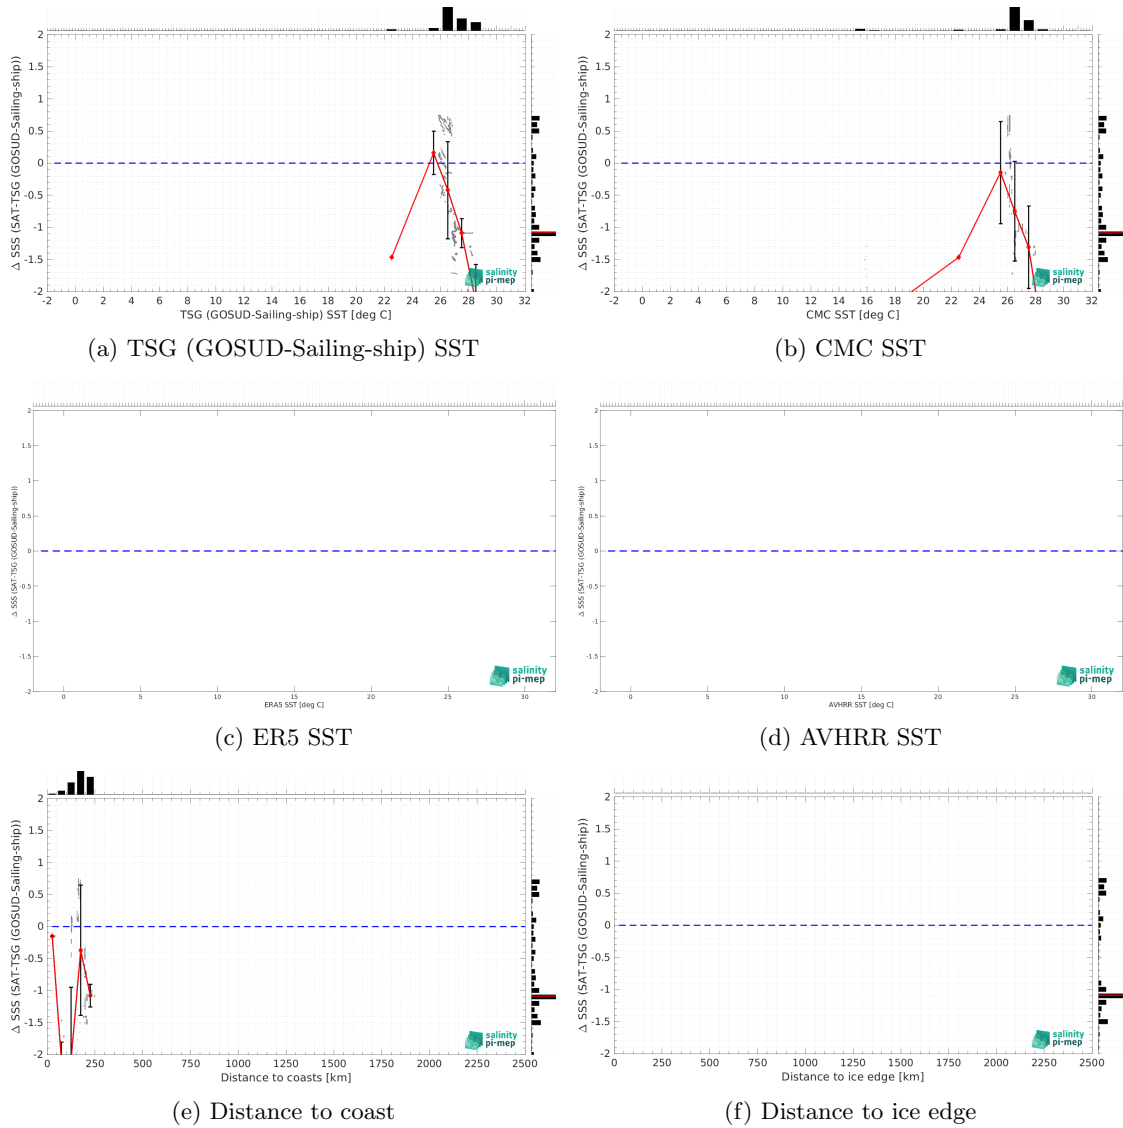 2
1.5
1
0.5
0
-0.5
-1
-1.5
-2
Δ SSS (SAT-TSG (GOSUD-Sailing-ship))
-2 0 2 4 6 8 10 12 14 16 18 20 22 24 26 28 30 32
TSG (GOSUD-Sailing-ship) SST [deg C]
salinity
pi-mep
(a) TSG (GOSUD-Sailing-ship) SST
2
1.5
1
0.5
0
-0.5
-1
-1.5
-2
Δ SSS (SAT-TSG (GOSUD-Sailing-ship))
-2 0 2 4 6 8 10 12 14 16 18 20 22 24 26 28 30 32
CMC SST [deg C]
salinity
pi-mep
(b) CMC SST
2
1.5
1
0.5
0
-0.5
-1
-1.5
-2
Δ SSS (SAT-TSG (GOSUD-Sailing-ship))
0 5 10 15 20 25 30
ERA5 SST [deg C]
salinity
pi-mep
(c) ER5 SST
2
1.5
1
0.5
0
-0.5
-1
-1.5
-2
Δ SSS (SAT-TSG (GOSUD-Sailing-ship))
0 5 10 15 20 25 30
AVHRR SST [deg C]
salinity
pi-mep
(d) AVHRR SST
2
1.5
1
0.5
0
-0.5
-1
-1.5
-2
Δ SSS (SAT-TSG (GOSUD-Sailing-ship))
0 250 500 750 1000 1250 1500 1750 2000 2250 2500
Distance to coasts [km]
salinity
pi-mep
(e) Distance to coast
2
1.5
1
0.5
0
-0.5
-1
-1.5
-2
Δ SSS (SAT-TSG (GOSUD-Sailing-ship))
0 250 500 750 1000 1250 1500 1750 2000 2250 2500
Distance to ice edge [km]
salinity
pi-mep
(f) Distance to ice edge